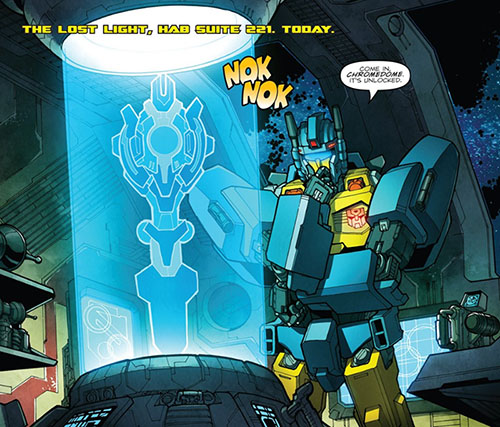 THE LOST LIGHT, HAB SUITE 221. TODAY.
NOK
NOK
COME IN,
CHROMEDOME.
IT'S UNLOCKED.